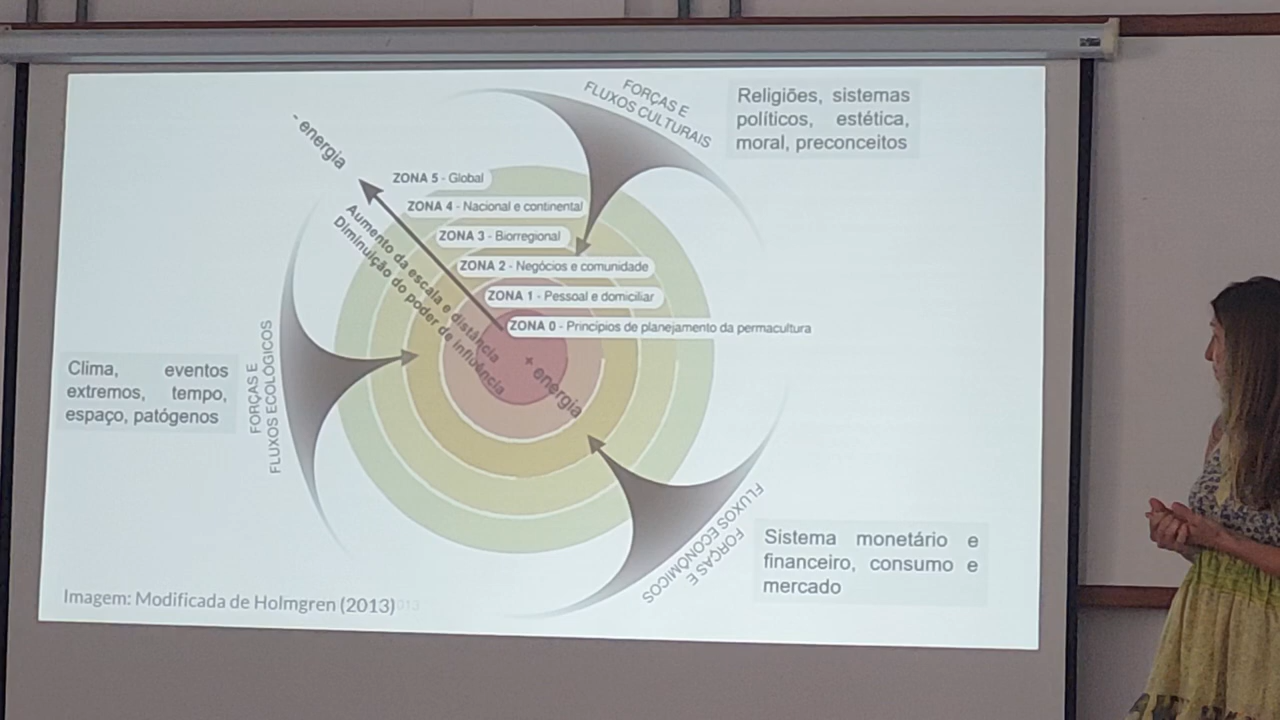 FORÇAS E
FLUXOS CULTURAIS
Religiões, sistemas
políticos, estética,
moral, preconceitos
- energia
ZONA 5 - Global
ZONA 4 - Nacional e continental
ZONA 3 - Biorregional
ZONA 2 - Negócios e comunidade
ZONA 1 - Pessoal e domiciliar
ZONA 0 - Princípios de planejamento da permacultura
Aumento da escala e distância
Diminuição do poder de influência
+ energia
Clima, eventos
extremos, tempo,
espaço, patógenos
FORÇAS E
FLUXOS ECOLÓGICOS
FORÇAS E
FLUXOS ECONÔMICOS
Sistema monetário e
financeiro, consumo e
mercado
Imagem: Modificada de Holmgren (2013)